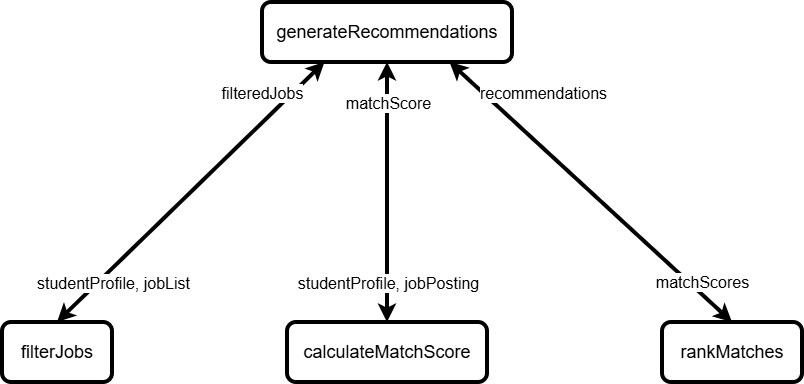 generateRecommendations
filteredJobs
recommendations
matchScore
studentProfile, jobList
studentProfile, jobPosting
matchScores
filterJobs
calculateMatchScore
rankMatches